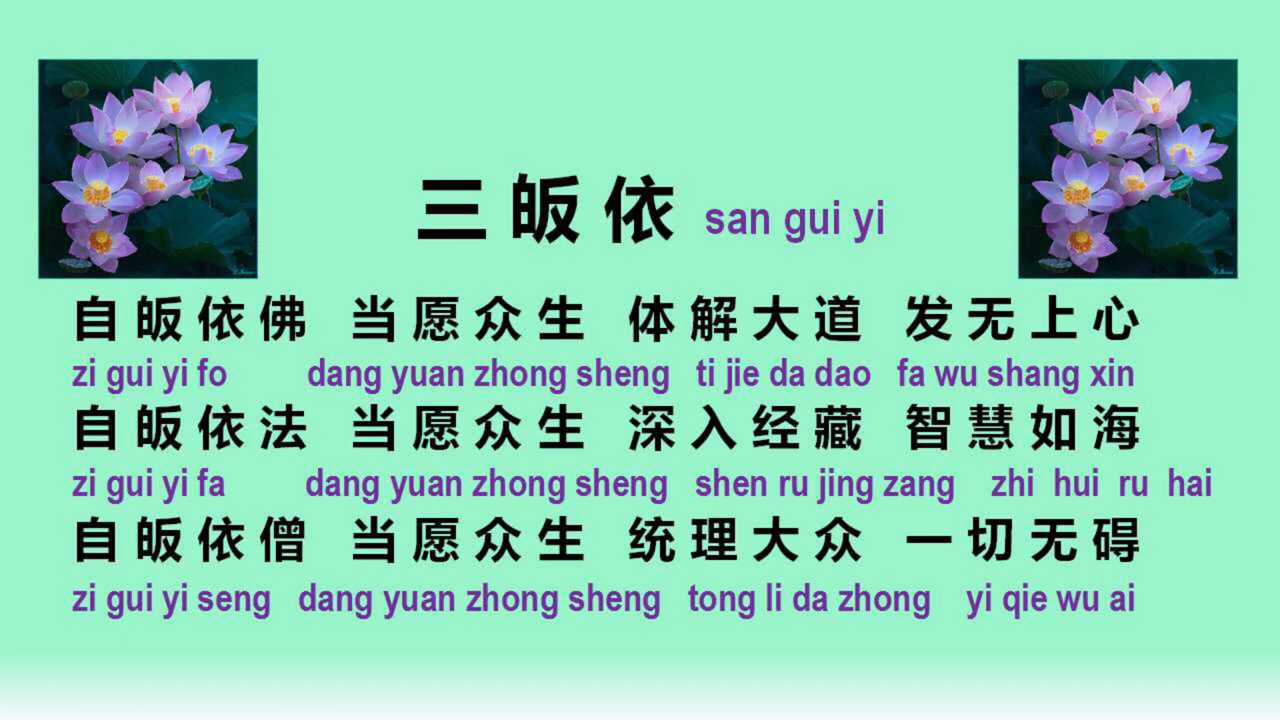 三皈依 san gui yi
自皈依佛 当愿众生 体解大道 发无上心
zi gui yi fo dang yuan zhong sheng ti jie da dao fa wu shang xin
自皈依法 当愿众生 深入经藏 智慧如海
zi gui yi fa dang yuan zhong sheng shen ru jing zang zhi hui ru hai
自皈依僧 当愿众生 统理大众 一切无碍
zi gui yi seng dang yuan zhong sheng tong li da zhong yi qie wu ai